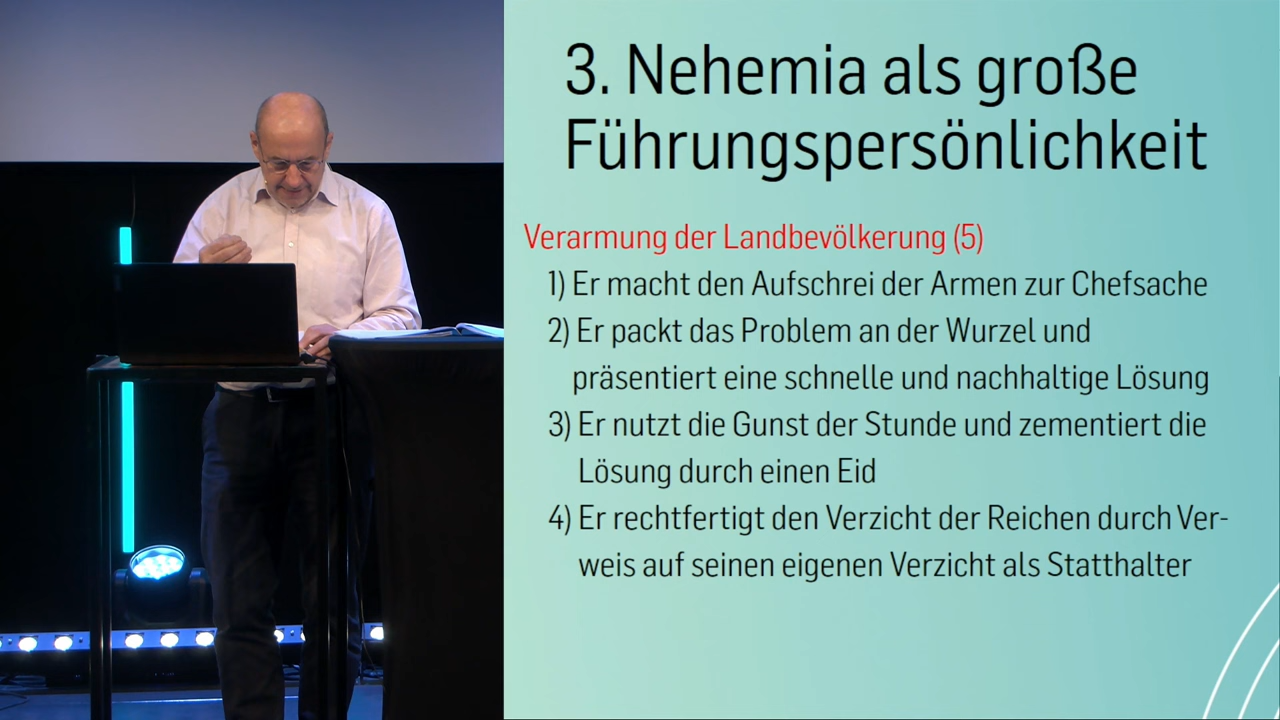 3. Nehemia als große
Führungspersönlichkeit
Verarmung der Landbevölkerung (5)
1) Er macht den Aufschrei der Armen zur Chefsache
2) Er packt das Problem an der Wurzel und
präsentiert eine schnelle und nachhaltige Lösung
3) Er nutzt die Gunst der Stunde und zementiert die
Lösung durch einen Eid
4) Er rechtfertigt den Verzicht der Reichen durch Ver-
weis auf seinen eigenen Verzicht als Statthalter